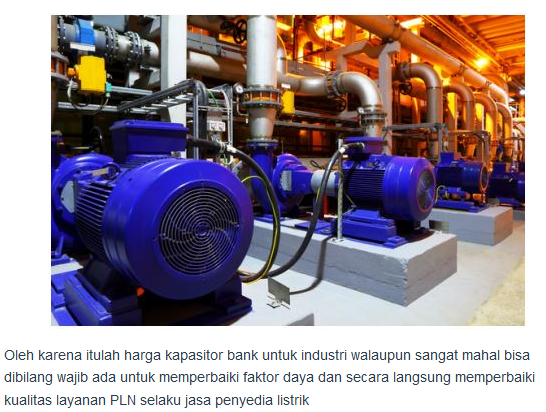 Oleh karena itulah harga kapasitor bank untuk industri walaupun sangat mahal bisa
dibilang wajib ada untuk memperbaiki faktor daya dan secara langsung memperbaiki
kualitas layanan PLN selaku jasa penyedia listrik